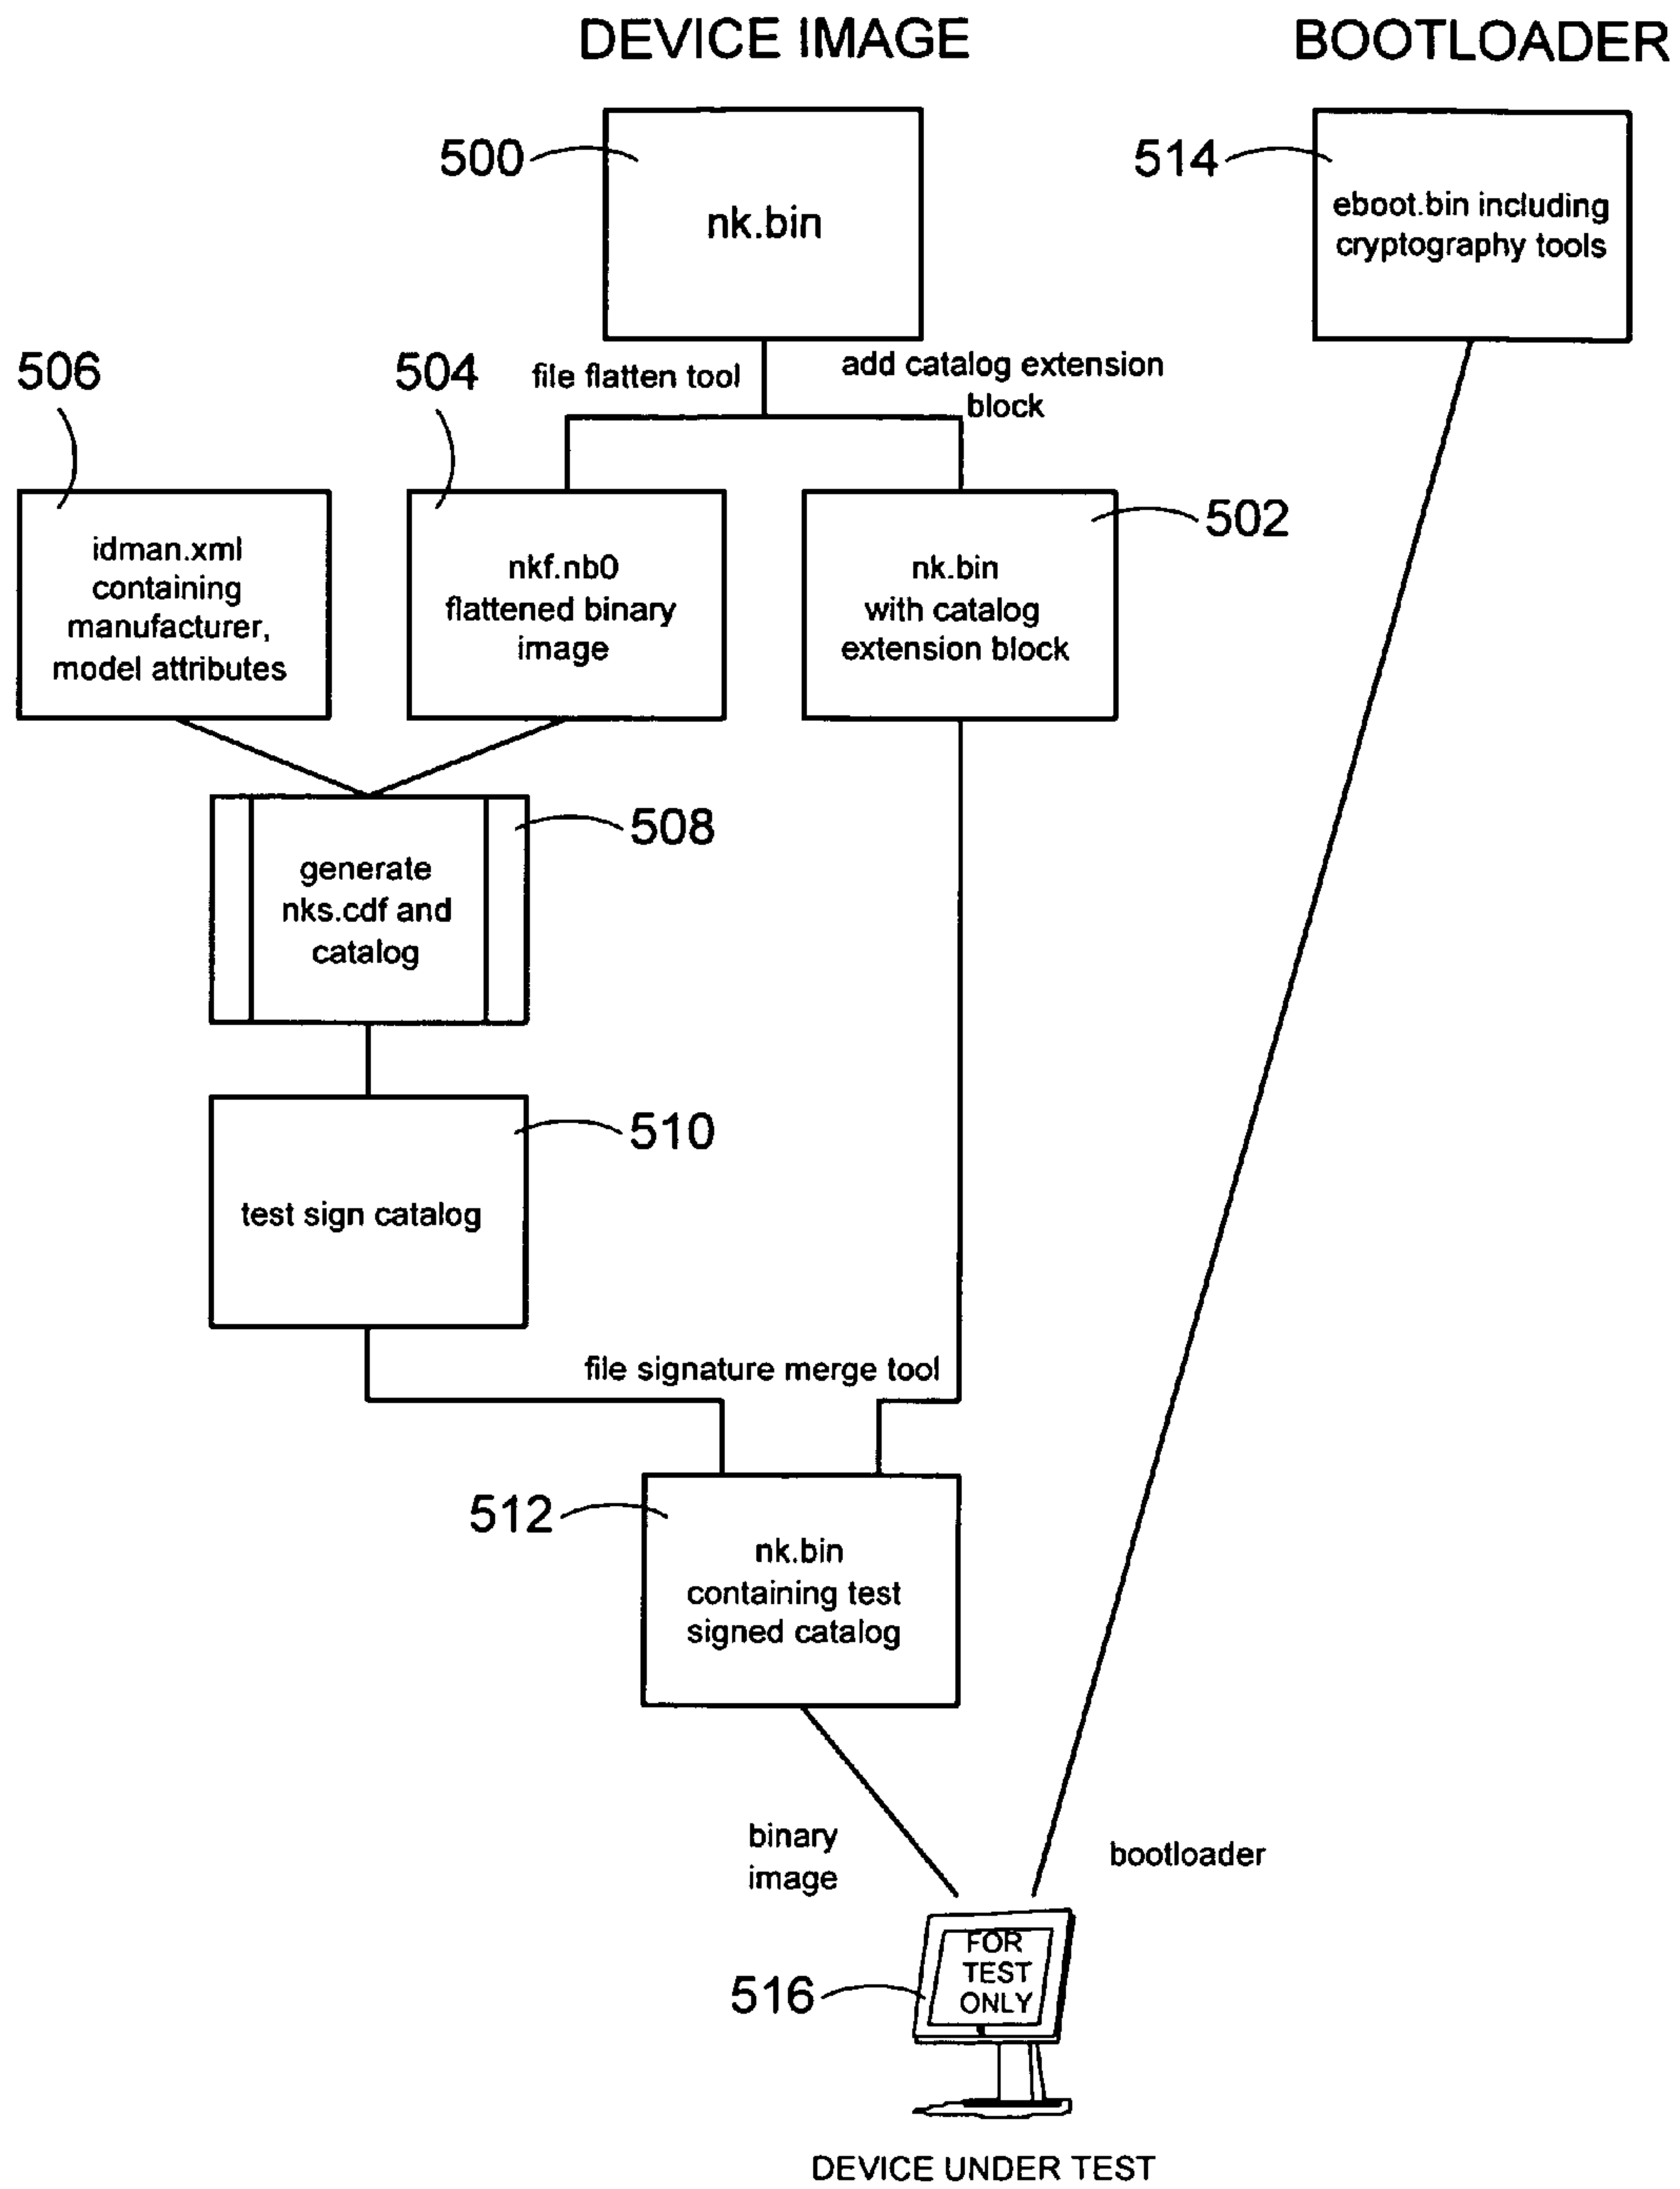 DEVICE IMAGE
BOOTLOADER
500
nk.bin
514
eboot.bin including
cryptography tools
506
504
file flatten tool
add catalog extension
block
idman.xml
containing
manufacturer,
model attributes
nkf.nb0
flattened binary
image
nk.bin
with catalog
extension block
502
generate
nks.cdf and
catalog
508
test sign catalog
510
file signature merge tool
512
nk.bin
containing test
signed catalog
binary
image
bootloader
516
FOR
TEST
ONLY
DEVICE UNDER TEST